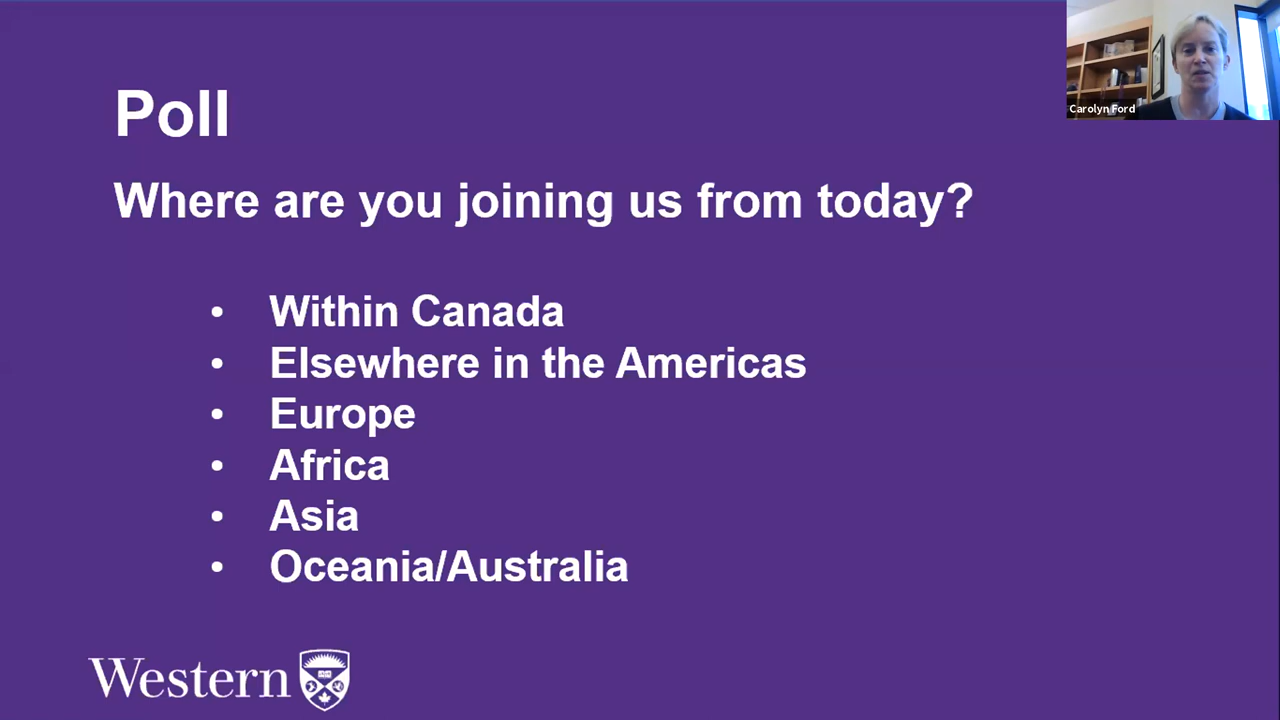 Poll
Carolyn Ford
Where are you joining us from today?
• Within Canada
• Elsewhere in the Americas
• Europe
• Africa
• Asia
• Oceania/Australia
Western